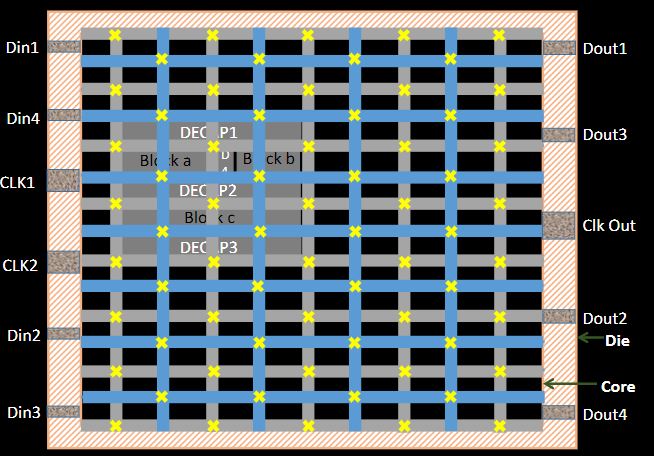 Din1
Dout1
Din4
DEC P1
Dout3
Block a
D
Block b
CLK1
DEC P2
Block c
Clk Out
DEC P3
CLK2
Dout2
Din2
Die
Core
Din3
Dout4